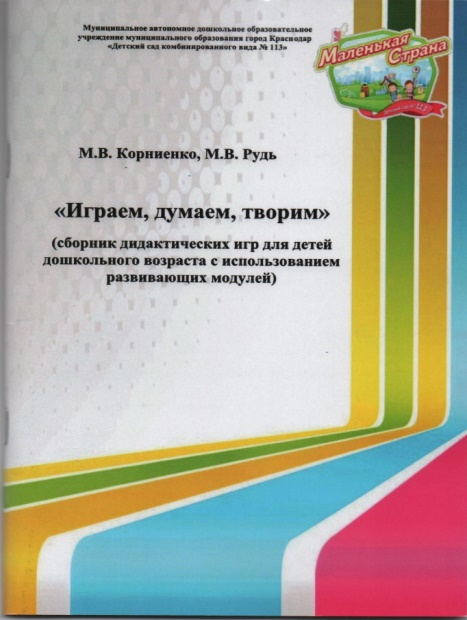 Муниципальное автономное дошкольное образовательное
учреждение муниципального образования город Краснодар
«Детский сад комбинированного вида № 113»
Маленькая
Страна
М.В. Корниенко, М.В. Рудь
«Играем, думаем, творим»
(сборник дидактических игр для детей
дошкольного возраста с использованием
развивающих модулей)